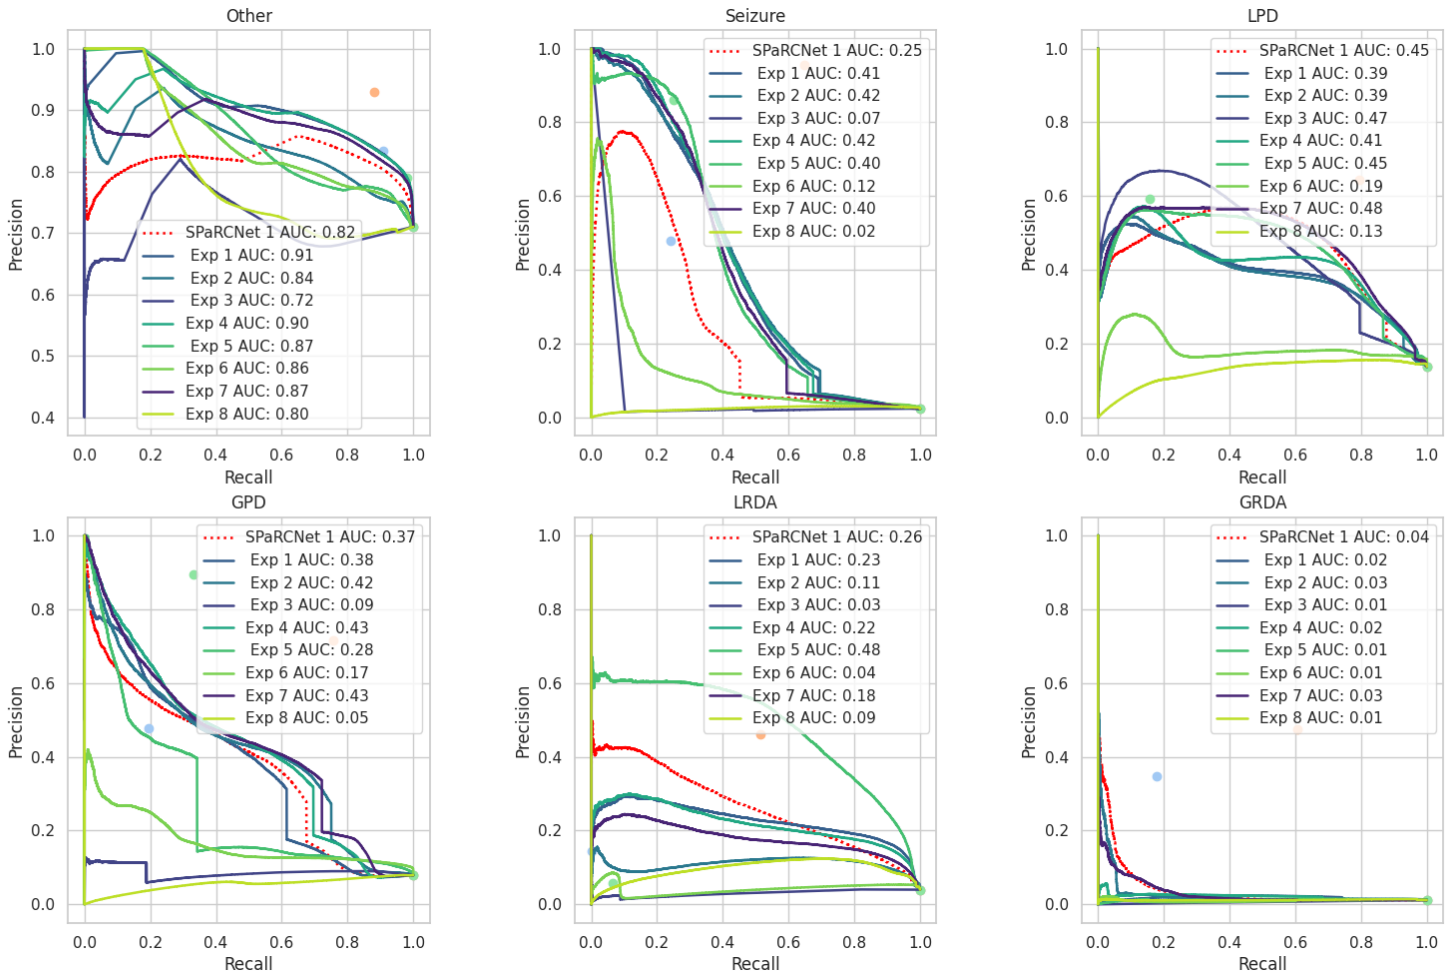 Other
Precision
1.0
0.9
0.8
0.7
0.6
0.5
0.4
SPaRCNet 1 AUC: 0.82
Exp 1 AUC: 0.91
Exp 2 AUC: 0.84
Exp 3 AUC: 0.72
Exp 4 AUC: 0.90
Exp 5 AUC: 0.87
Exp 6 AUC: 0.86
Exp 7 AUC: 0.87
Exp 8 AUC: 0.80
0.0 0.2 0.4 0.6 0.8 1.0
Recall
Seizure
Precision
1.0
0.8
0.6
0.4
0.2
0.0
SPaRCNet 1 AUC: 0.25
Exp 1 AUC: 0.41
Exp 2 AUC: 0.42
Exp 3 AUC: 0.07
Exp 4 AUC: 0.42
Exp 5 AUC: 0.40
Exp 6 AUC: 0.12
Exp 7 AUC: 0.40
Exp 8 AUC: 0.02
0.0 0.2 0.4 0.6 0.8 1.0
Recall
LPD
Precision
1.0
0.8
0.6
0.4
0.2
0.0
SPaRCNet 1 AUC: 0.45
Exp 1 AUC: 0.39
Exp 2 AUC: 0.39
Exp 3 AUC: 0.47
Exp 4 AUC: 0.41
Exp 5 AUC: 0.45
Exp 6 AUC: 0.19
Exp 7 AUC: 0.48
Exp 8 AUC: 0.13
0.0 0.2 0.4 0.6 0.8 1.0
Recall
GPD
Precision
1.0
0.8
0.6
0.4
0.2
0.0
SPaRCNet 1 AUC: 0.37
Exp 1 AUC: 0.38
Exp 2 AUC: 0.42
Exp 3 AUC: 0.09
Exp 4 AUC: 0.43
Exp 5 AUC: 0.28
Exp 6 AUC: 0.17
Exp 7 AUC: 0.43
Exp 8 AUC: 0.05
0.0 0.2 0.4 0.6 0.8 1.0
Recall
LRDA
Precision
1.0
0.8
0.6
0.4
0.2
0.0
SPaRCNet 1 AUC: 0.26
Exp 1 AUC: 0.23
Exp 2 AUC: 0.11
Exp 3 AUC: 0.03
Exp 4 AUC: 0.22
Exp 5 AUC: 0.48
Exp 6 AUC: 0.04
Exp 7 AUC: 0.18
Exp 8 AUC: 0.09
0.0 0.2 0.4 0.6 0.8 1.0
Recall
GRDA
Precision
1.0
0.8
0.6
0.4
0.2
0.0
SPaRCNet 1 AUC: 0.04
Exp 1 AUC: 0.02
Exp 2 AUC: 0.03
Exp 3 AUC: 0.01
Exp 4 AUC: 0.02
Exp 5 AUC: 0.01
Exp 6 AUC: 0.01
Exp 7 AUC: 0.03
Exp 8 AUC: 0.01
0.0 0.2 0.4 0.6 0.8 1.0
Recall